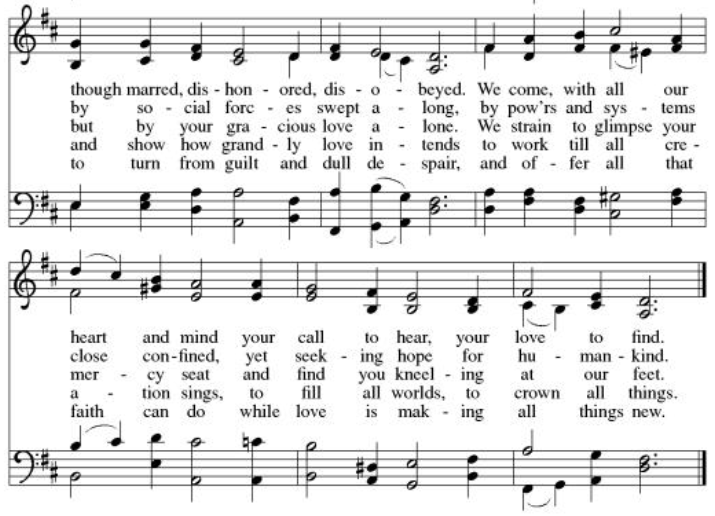 though marred, dis - hon - ored, dis - o - beyed. We come, with all our
by so - cial forc - es swept a - long, by pow'rs and sys - tems
but by your gra - cious love a - lone. We strain to glimpse your
and show how grand - ly love in - tends to work till all cre -
to turn from guilt and dull de - spair, and of - fer all that
heart and mind your call to hear, your love to find.
close con - fined, yet seek - ing hope for hu - man - kind.
mer - cy seat and find you kneel - ing at our feet.
a - tion sings, to fill all worlds, to crown all things.
faith can do while love is mak - ing all things new.